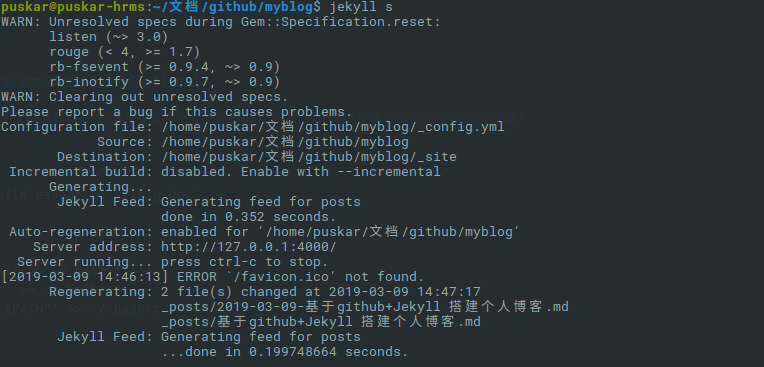 puskar@puskar-hrms:~/文档/github/myblog$ jekyll s
WARN: Unresolved specs during Gem::Specification.reset:
listen (~> 3.0)
rouge (< 4, >= 1.7)
rb-fsevent (>= 0.9.4, ~> 0.9)
rb-inotify (>= 0.9.7, ~> 0.9)
WARN: Clearing out unresolved specs.
Please report a bug if this causes problems.
Configuration file: /home/puskar/文档/github/myblog/_config.yml
Source: /home/puskar/文档/github/myblog
Destination: /home/puskar/文档/github/myblog/_site
Incremental build: disabled. Enable with --incremental
Generating...
Jekyll Feed: Generating feed for posts
done in 0.352 seconds.
Auto-regeneration: enabled for '/home/puskar/文档/github/myblog'
Server address: http://127.0.0.1:4000/
Server running... press ctrl-c to stop.
[2019-03-09 14:46:13] ERROR `/favicon.ico' not found.
Regenerating: 2 file(s) changed at 2019-03-09 14:47:17
_posts/2019-03-09-基于github+Jekyll 搭建个人博客.md
_posts/基于github+Jekyll 搭建个人博客.md
Jekyll Feed: Generating feed for posts
...done in 0.199748664 seconds.